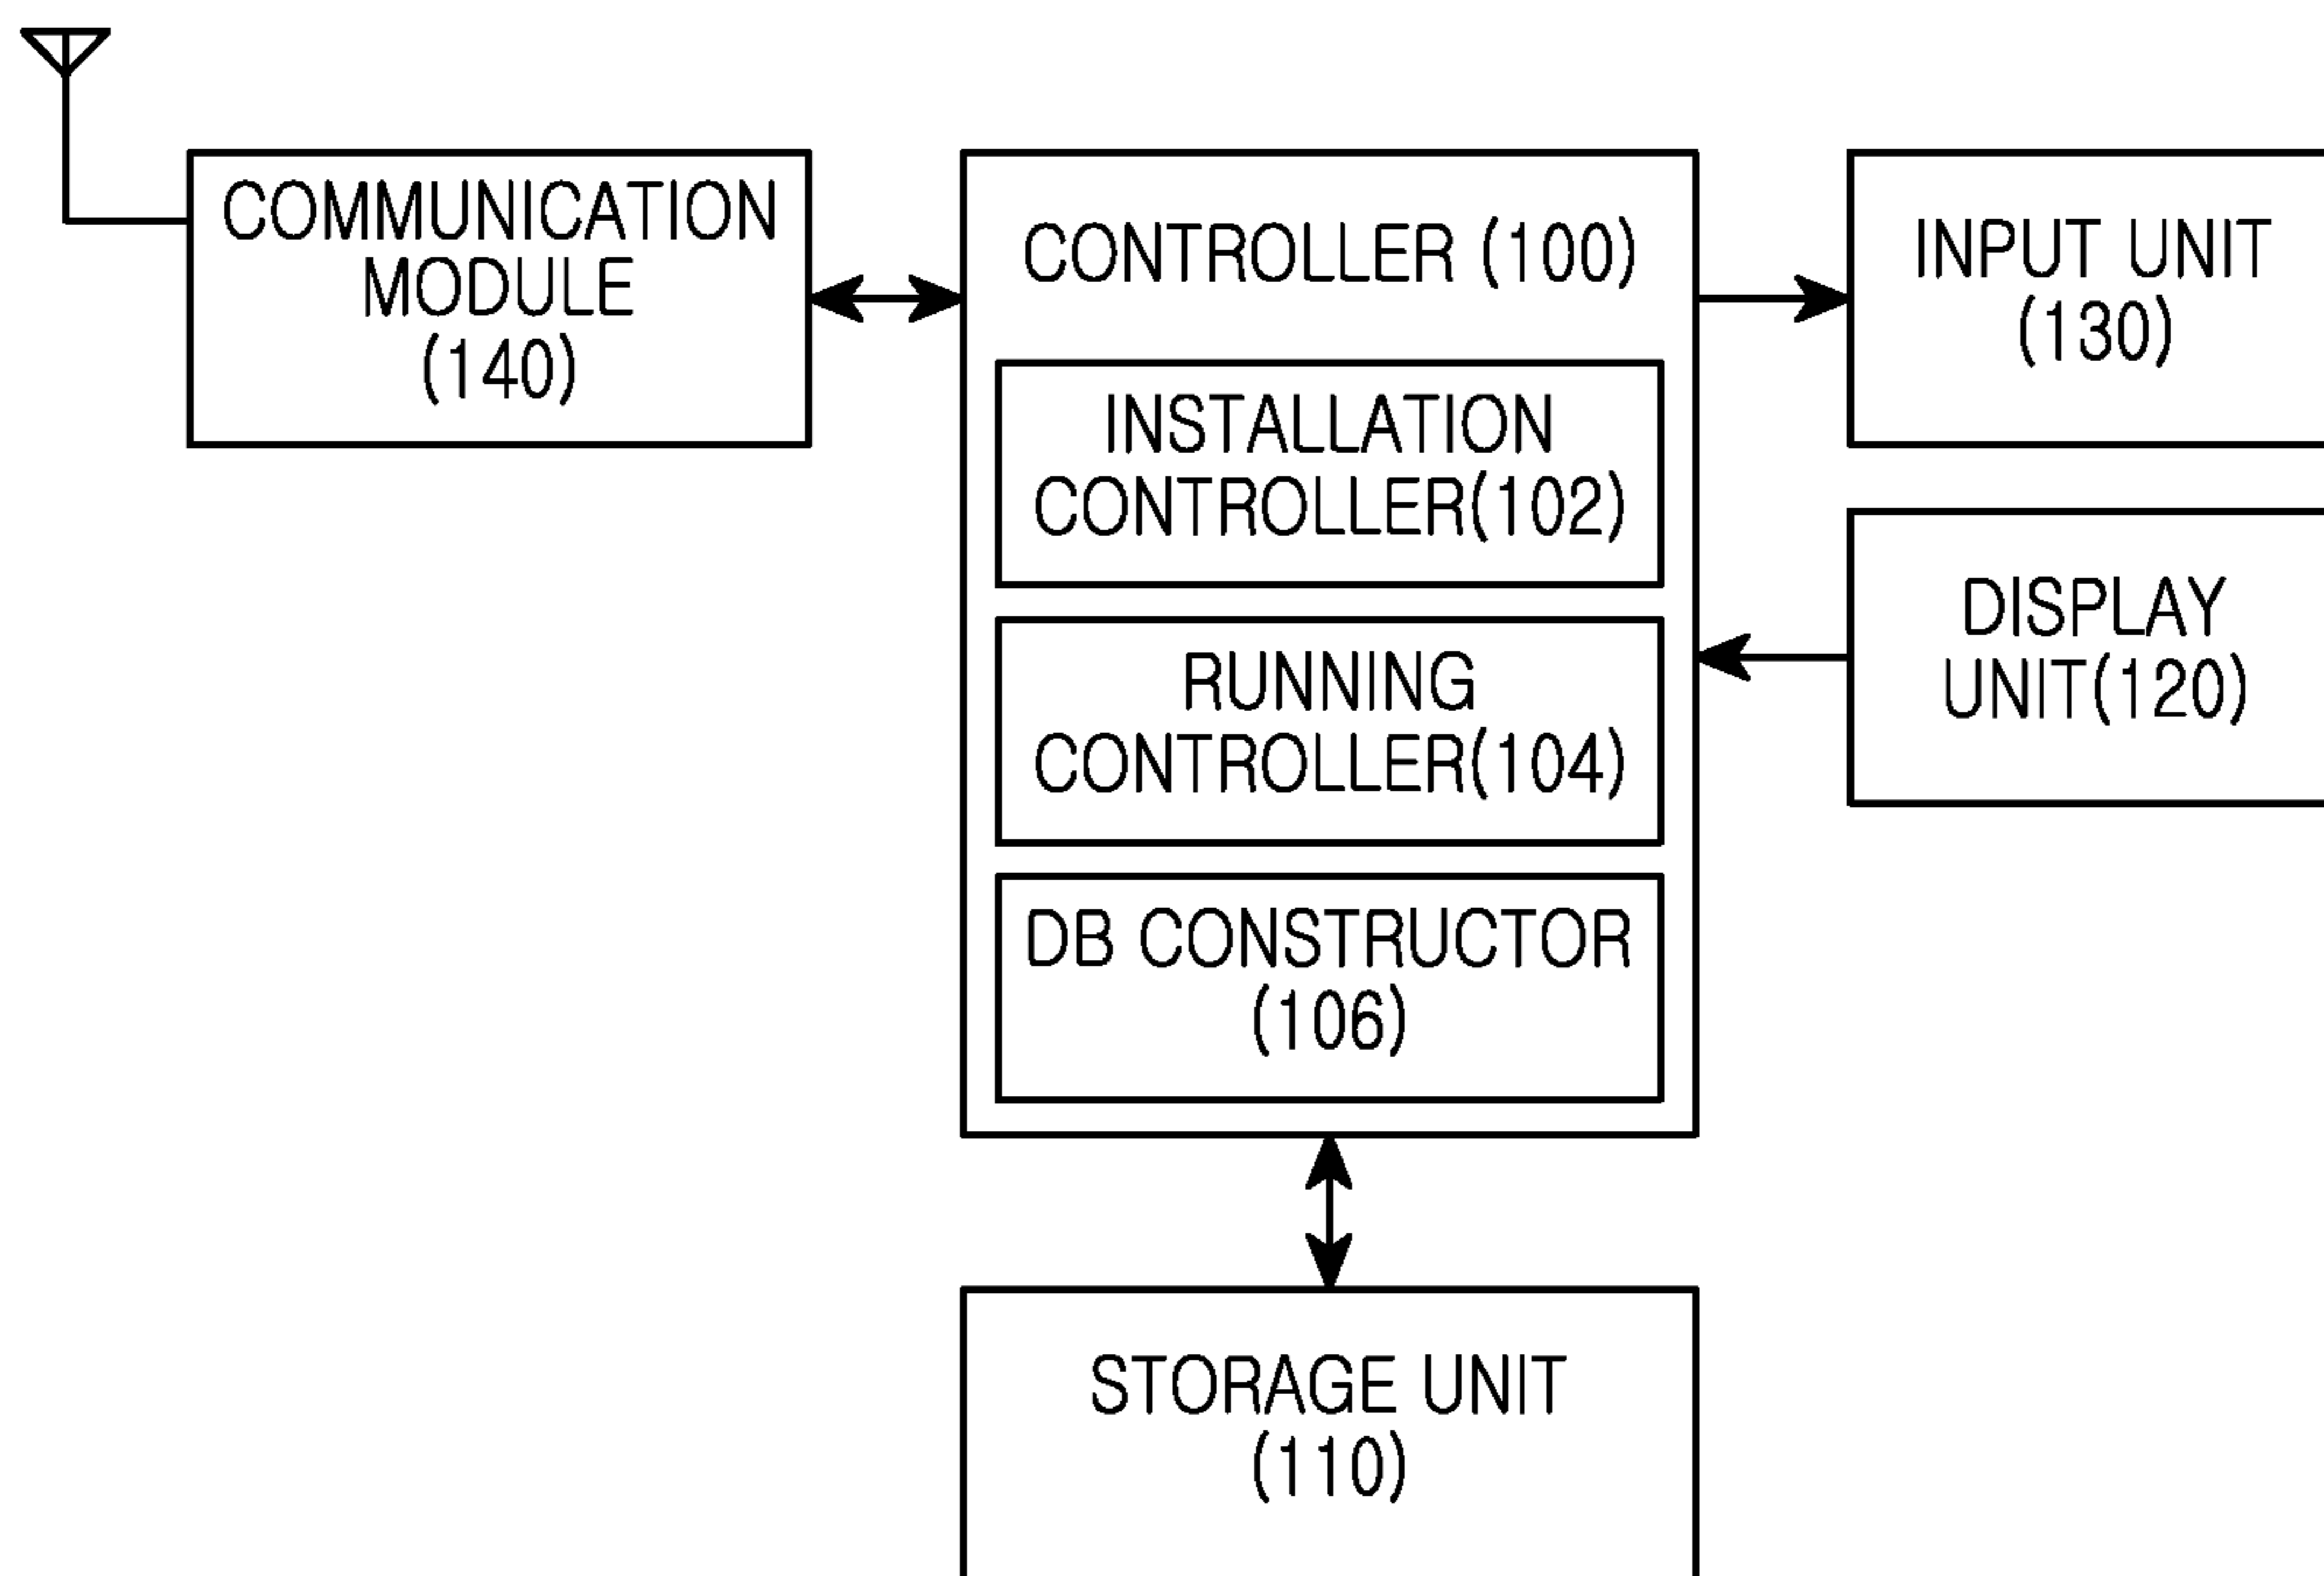 COMMUNICATION
MODULE
(140)
CONTROLLER (100)
INSTALLATION
CONTROLLER(102)
RUNNING
CONTROLLER(104)
DB CONSTRUCTOR
(106)
INPUT UNIT
(130)
DISPLAY
UNIT(120)
STORAGE UNIT
(110)